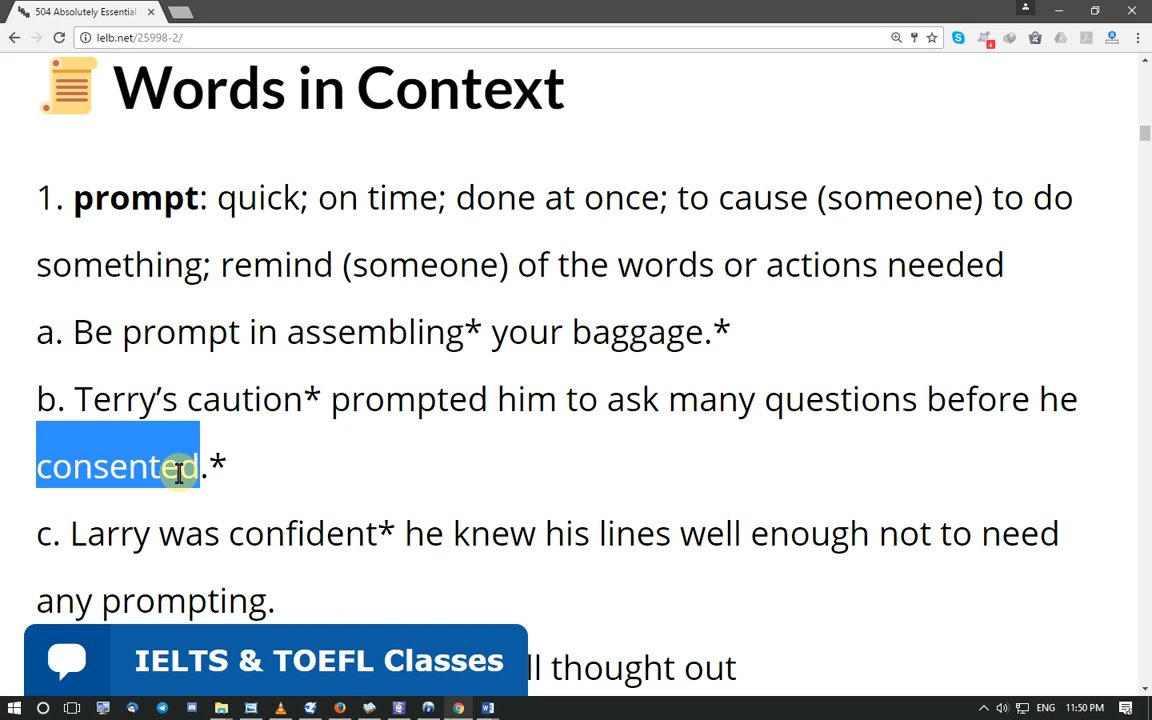 504 Absolutely Essential
lelb.net/25998-2/
4
Words in Context
1. prompt: quick; on time; done at once; to cause (someone) to do
something; remind (someone) of the words or actions needed
a. Be prompt in assembling* your baggage.*
b. Terry’s caution* prompted him to ask many questions before he
consented.*
c. Larry was confident* he knew his lines well enough not to need
any prompting.
ll thought out
IELTS & TOEFL Classes
ENG 11:50 PM